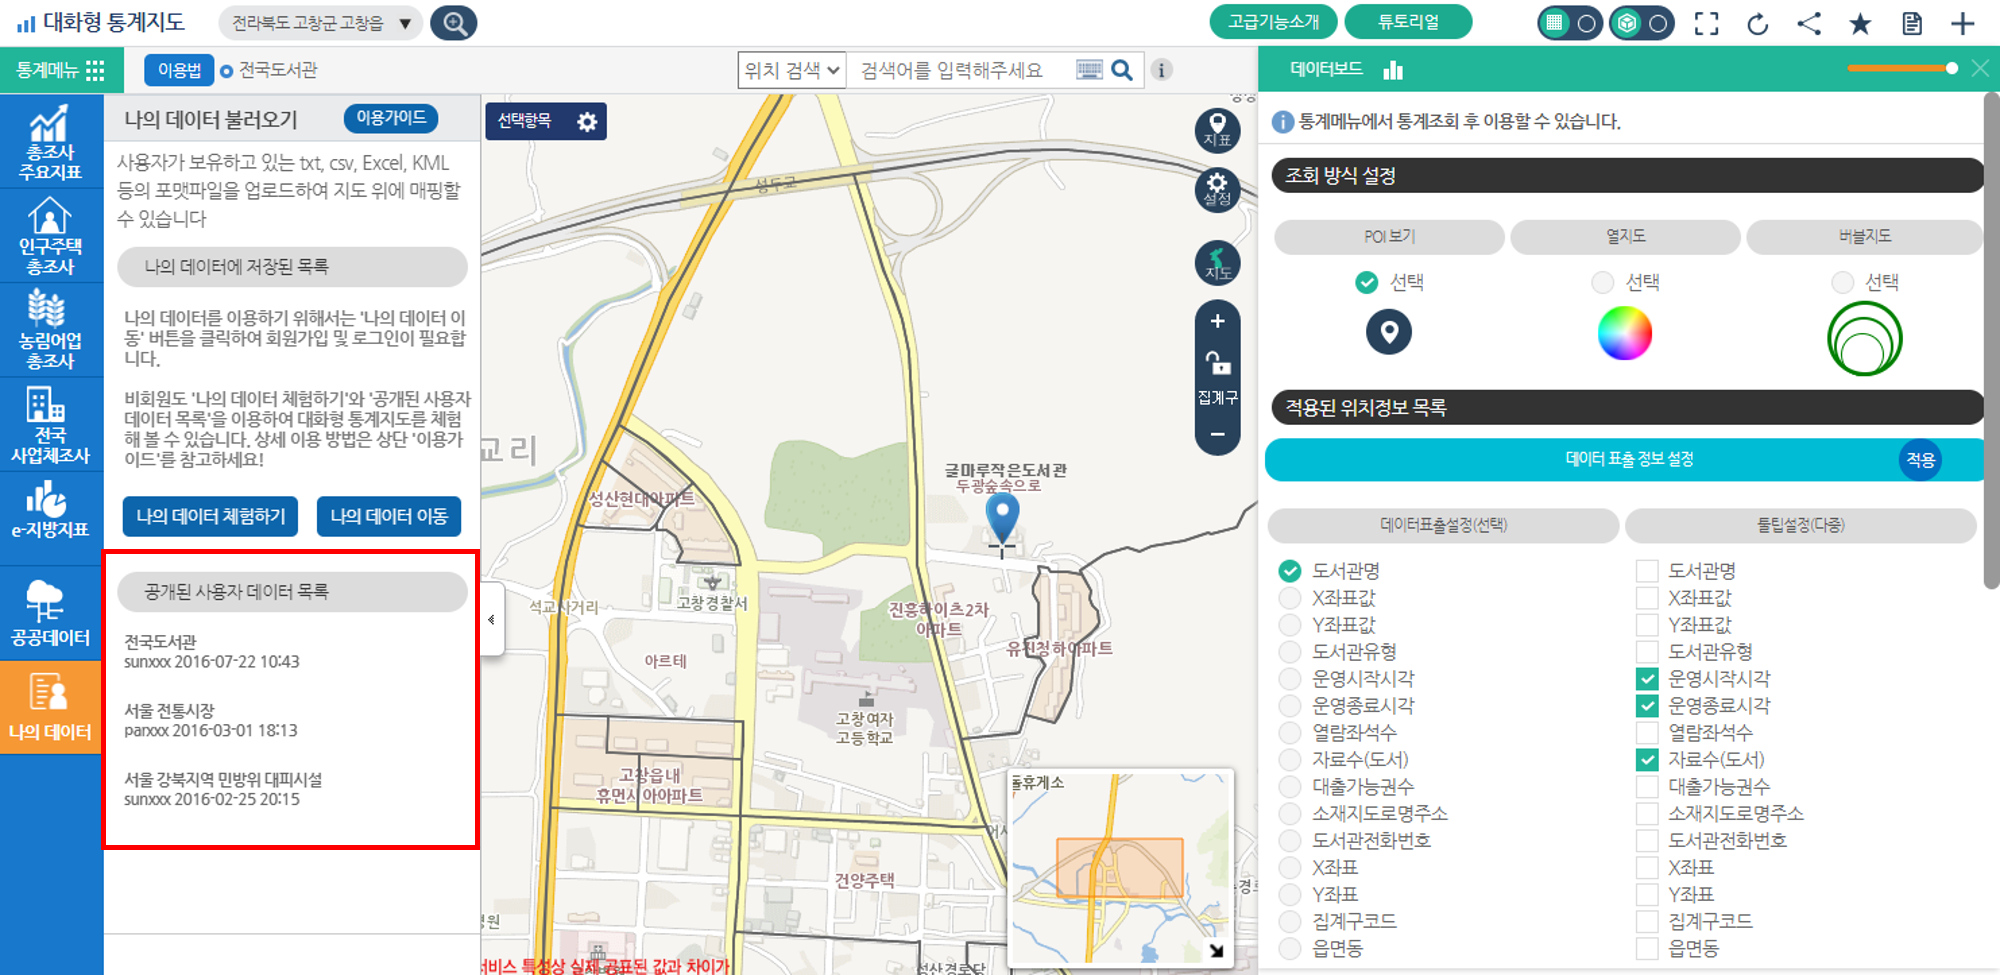 대화형 통계지도
전라북도 고창군 고창읍 ▼
고급기능소개
튜토리얼
통계메뉴
이용법
전국도서관
위치 검색
검색어를 입력해주세요
데이터보드
총조사
주요지표
인구주택
총조사
농림어업
총조사
전국
사업체조사
e-지방지표
공공데이터
나의 데이터
나의 데이터 불러오기
이용가이드
사용자가 보유하고 있는 txt, csv, Excel, KML
등의 포맷파일을 업로드하여 지도 위에 매핑할
수 있습니다
나의 데이터에 저장된 목록
나의 데이터를 이용하기 위해서는 '나의 데이터 이
동' 버튼을 클릭하여 회원가입 및 로그인이 필요합
니다.
비회원도 '나의 데이터 체험하기'와 '공개된 사용자
데이터 목록'을 이용하여 대화형 통계지도를 체험
해 볼 수 있습니다. 상세 이용 방법은 상단 '이용가
이드'를 참고하세요!
나의 데이터 체험하기
나의 데이터 이동
공개된 사용자 데이터 목록
전국도서관
sunxxx 2016-07-22 10:43
서울 전통시장
parxxx 2016-03-01 18:13
서울 강북지역 민방위 대피시설
sunxxx 2016-02-25 20:15
선택항목
성두교
지표
설정
지도
+
집계구
−
교리
글마루작은도서관
두광숲속으로
성산현대아파트
석교사거리
고창경찰서
진흥하이츠2차
아파트
유진청하아파트
아르테
고창여자
고등학교
고창읍내
휴먼시아아파트
건양주택
병원
성산경로당
돌휴게소
서비스 특성상 실제 공표된 값과 차이가
통계메뉴에서 통계조회 후 이용할 수 있습니다.
조회 방식 설정
POI 보기
열지도
버블지도
선택
선택
선택
적용된 위치정보 목록
데이터 표출 정보 설정
적용
데이터표출설정(선택)
툴팁설정(다중)
도서관명
도서관명
X좌표값
X좌표값
Y좌표값
Y좌표값
도서관유형
도서관유형
운영시작시각
운영시작시각
운영종료시각
운영종료시각
열람좌석수
열람좌석수
자료수(도서)
자료수(도서)
대출가능권수
대출가능권수
소재지도로명주소
소재지도로명주소
도서관전화번호
도서관전화번호
X좌표
X좌표
Y좌표
Y좌표
집계구코드
집계구코드
읍면동
읍면동